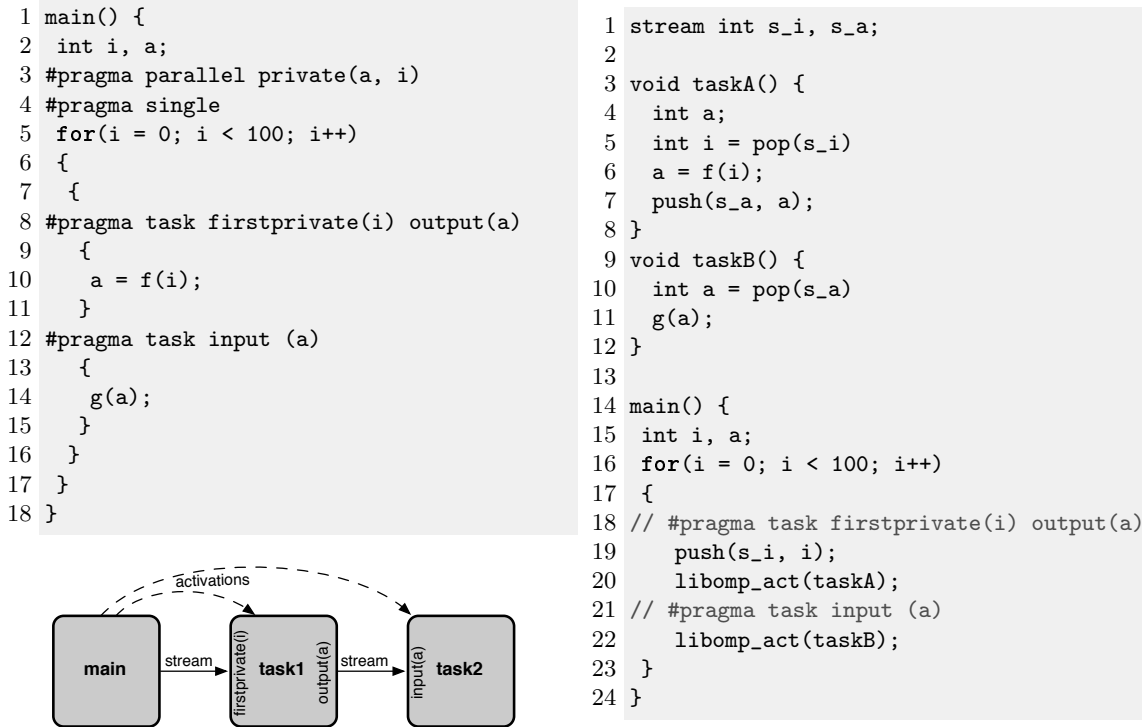 1 main() {
2 int i, a;
3 #pragma parallel private(a, i)
4 #pragma single
5 for(i = 0; i < 100; i++)
6 {
7 {
8 #pragma task firstprivate(i) output(a)
9 {
10 a = f(i);
11 }
12 #pragma task input (a)
13 {
14 g(a);
15 }
16 }
17 }
18 }
activations
main
stream
firstprivate(i)
task1
output(a)
stream
input(a)
task2
1 stream int s_i, s_a;
2
3 void taskA() {
4 int a;
5 int i = pop(s_i)
6 a = f(i);
7 push(s_a, a);
8 }
9 void taskB() {
10 int a = pop(s_a)
11 g(a);
12 }
13
14 main() {
15 int i, a;
16 for(i = 0; i < 100; i++)
17 {
18 // #pragma task firstprivate(i) output(a)
19 push(s_i, i);
20 libomp_act(taskA);
21 // #pragma task input (a)
22 libomp_act(taskB);
23 }
24 }